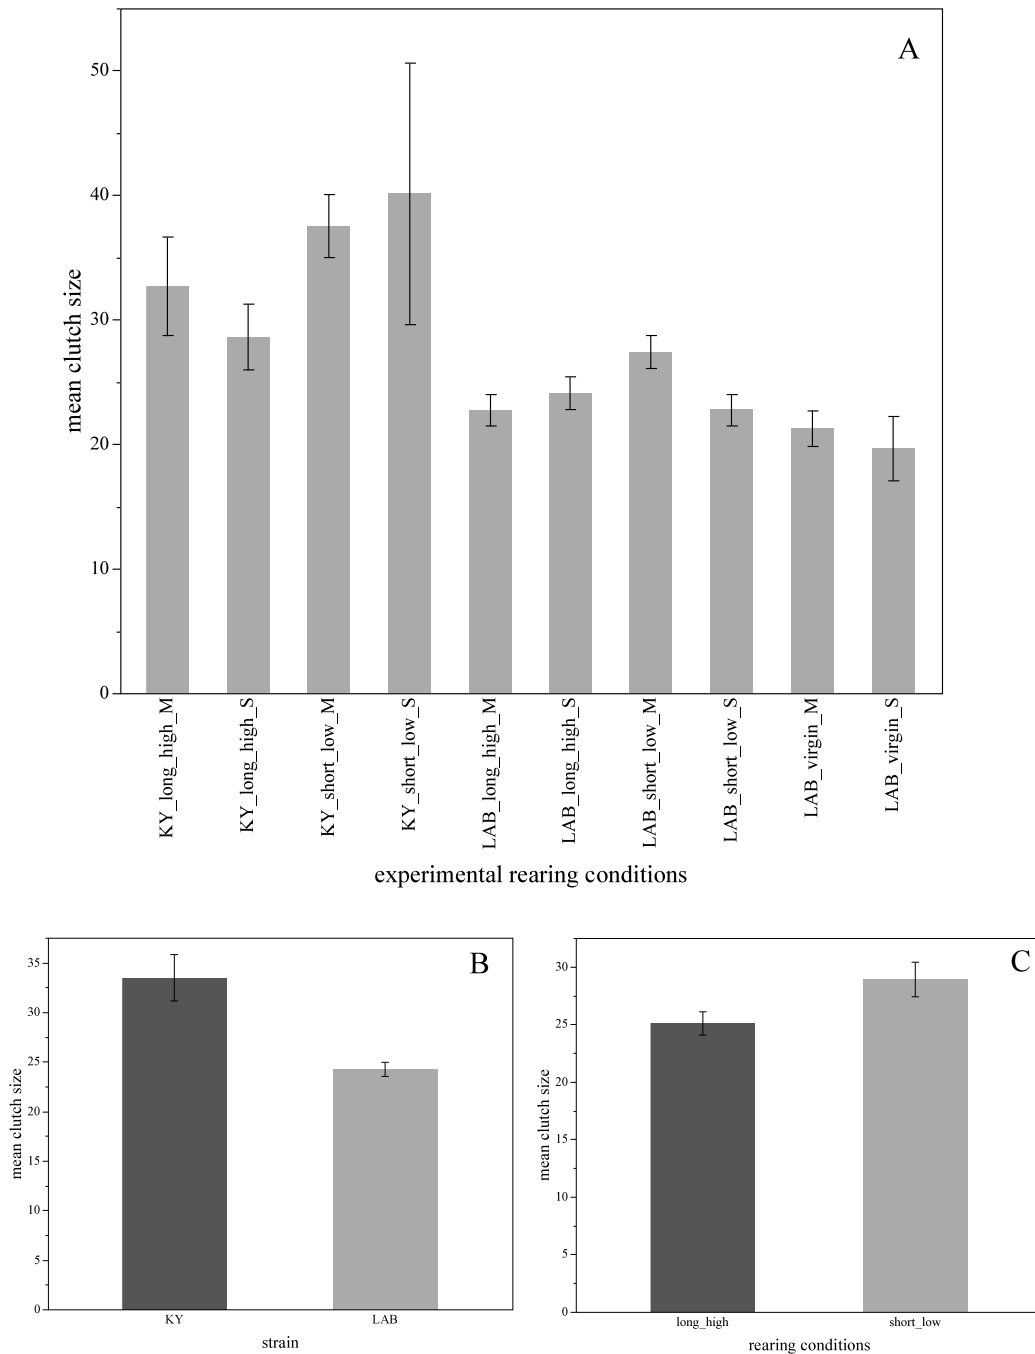 A
50
40
30
20
10
0
mean clutch size
KY_long_high_M
KY_long_high_S
KY_short_low_M
KY_short_low_S
LAB_long_high_M
LAB_long_high_S
LAB_short_low_M
LAB_short_low_S
LAB_virgin_M
LAB_virgin_S
experimental rearing conditions
B
35
30
25
20
15
10
5
0
mean clutch size
KY
LAB
strain
C
30
25
20
15
10
5
0
mean clutch size
long_high
short_low
rearing conditions